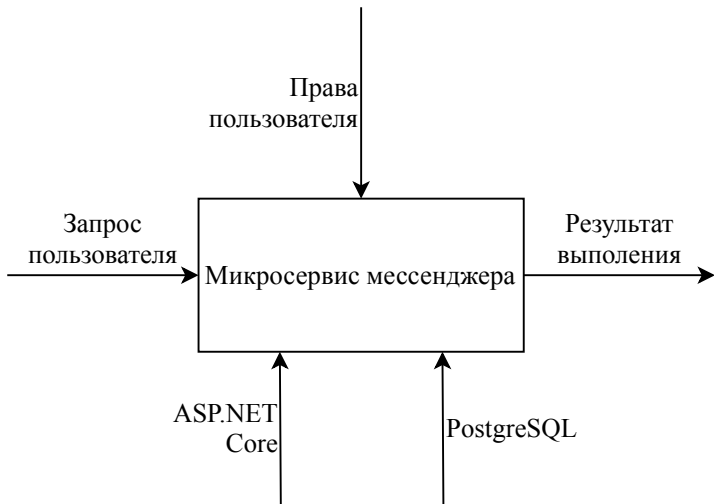 Права
пользователя
Запрос
пользователя
Микросервис мессенджера
Результат
выполения
ASP.NET
Core
PostgreSQL